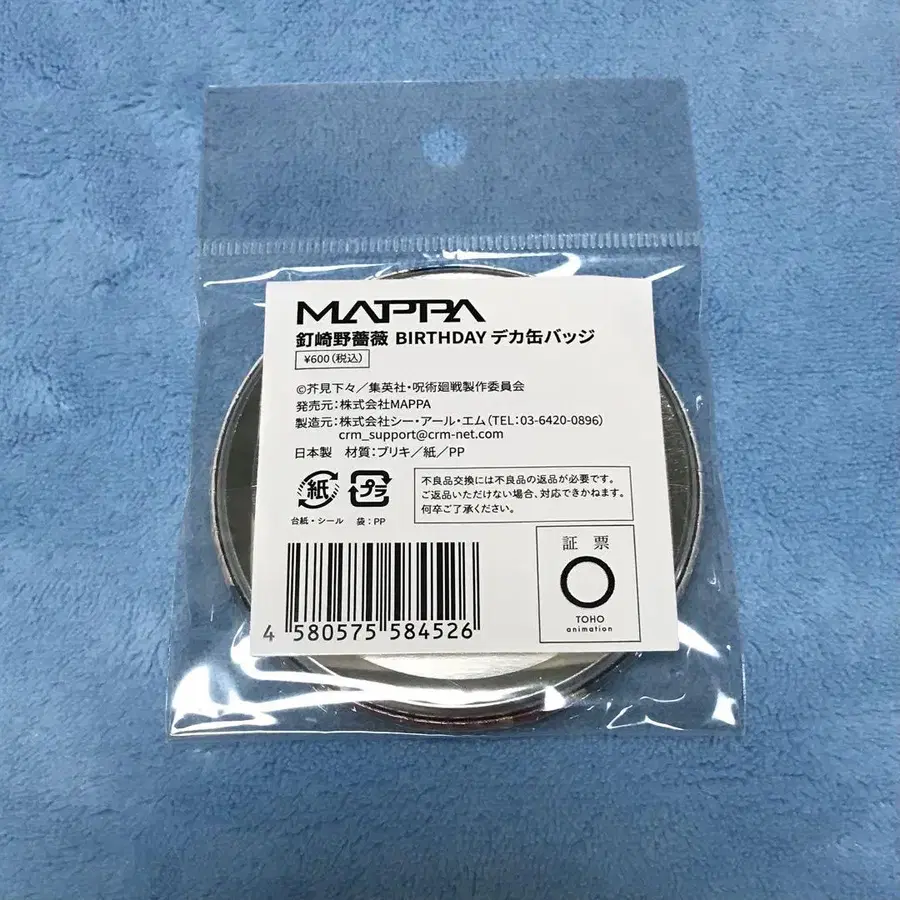 MAPPA
釘崎野薔薇 BIRTHDAY デカ缶バッジ
¥600(税込)
©芥見下々/集英社・呪術廻戦製作委員会
発売元:株式会社MAPPA
製造元:株式会社シー・アール・エム(TEL:03-6420-0896)
crm_support@crm-net.com
日本製 材質:ブリキ/紙/PP
紙
プラ
台紙・シール 袋:PP
不良品交換には不良品の返品が必要です。
ご返品いただけない場合、対応できかねます。
何卒ご了承ください。
証 票
TOHO
animation
4 580575 584526